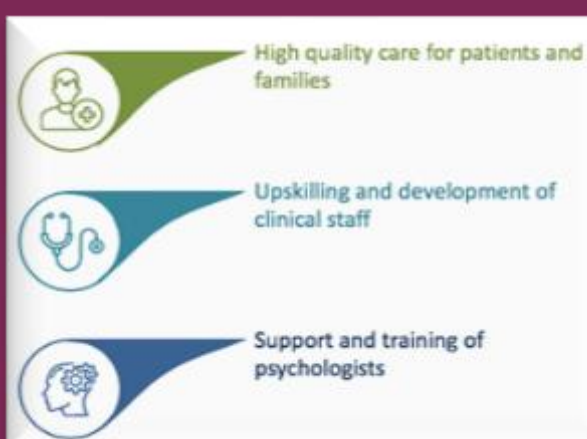 High quality care for patients and
families
Upskilling and development of
clinical staff
Support and training of
psychologists